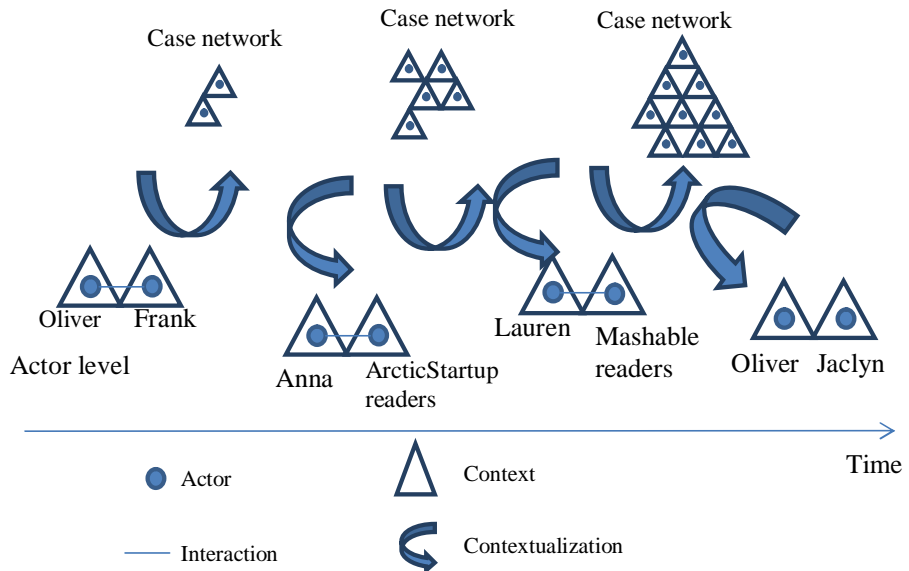 Case network
Case network
Case network
Oliver
Frank
Lauren
Mashable
readers
Anna
ArcticStartup
readers
Oliver
Jaclyn
Actor level
Time
Actor
Context
Interaction
Contextualization